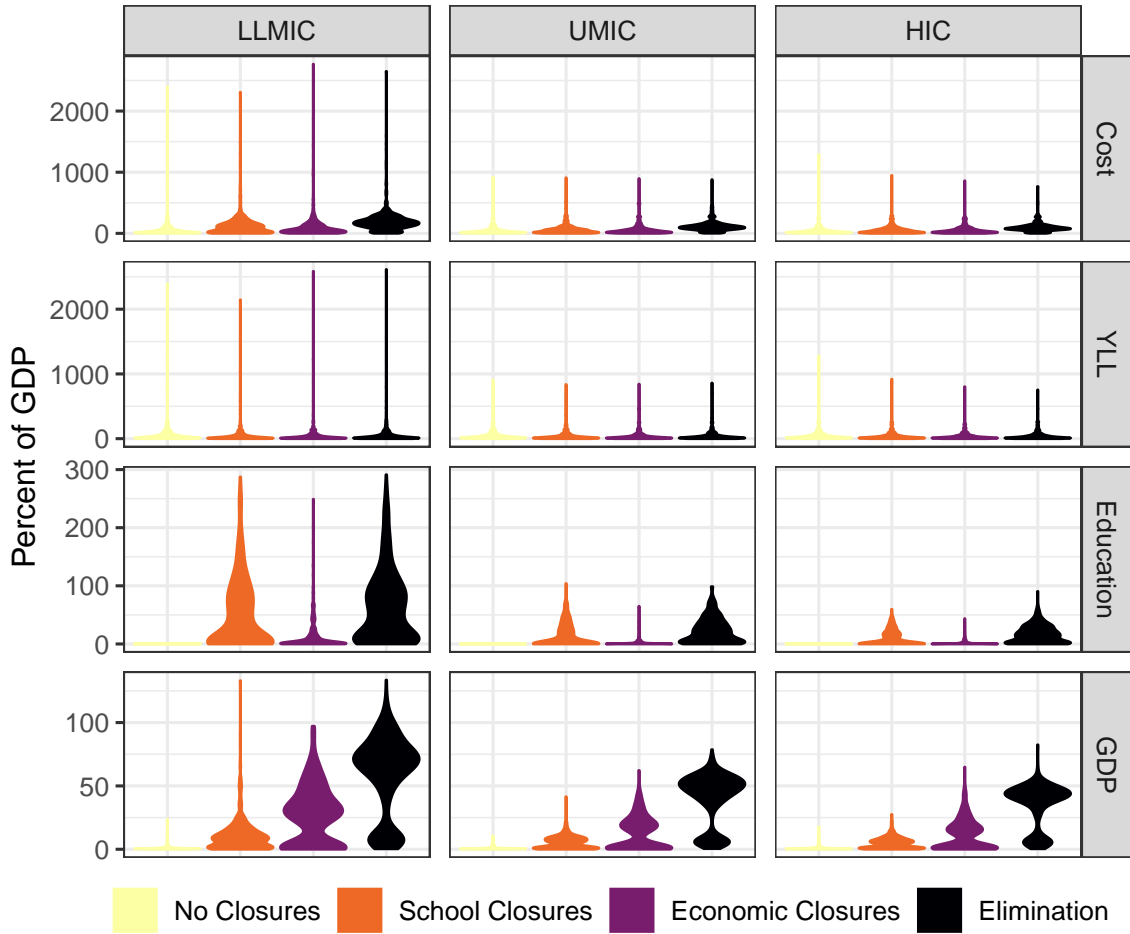 LLMIC UMIC HIC
Percent of GDP
2000
1000
0
Cost
2000
1000
0
YLL
300
200
100
0
Education
100
50
0
GDP
No Closures School Closures Economic Closures Elimination